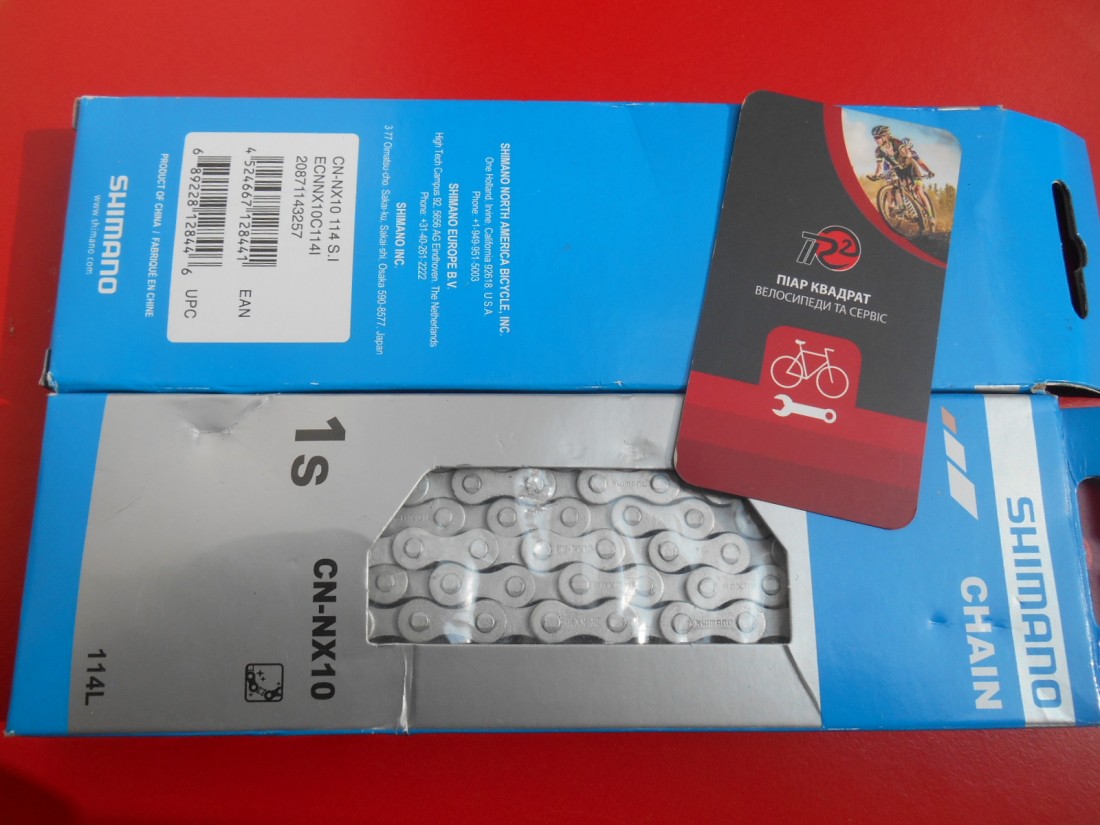 SHIMANO
www.shimano.com
PRODUCT OF CHINA / FABRIQUÉ EN CHINE
CN-NX10 114 S.I
ECNNX10C114I
20871143257
4 524667 128441
EAN
6 89228 12844 6
UPC
SHIMANO NORTH AMERICA BICYCLE, INC.
One Holland, Irvine, California 92618, U.S.A
Phone: +1-949-951-5003
SHIMANO EUROPE B.V.
High Tech Campus 92, 5656 AG Eindhoven, The Netherlands
Phone: +31-40-261-2222
SHIMANO INC.
3-77 Oimatsu-cho, Sakai-ku, Sakai-shi, Osaka 590-8577, Japan
R2
ПІАР КВАДРАТ
ВЕЛОСИПЕДИ ТА СЕРВІС
SHIMANO
CHAIN
1s
CN-NX10
114L